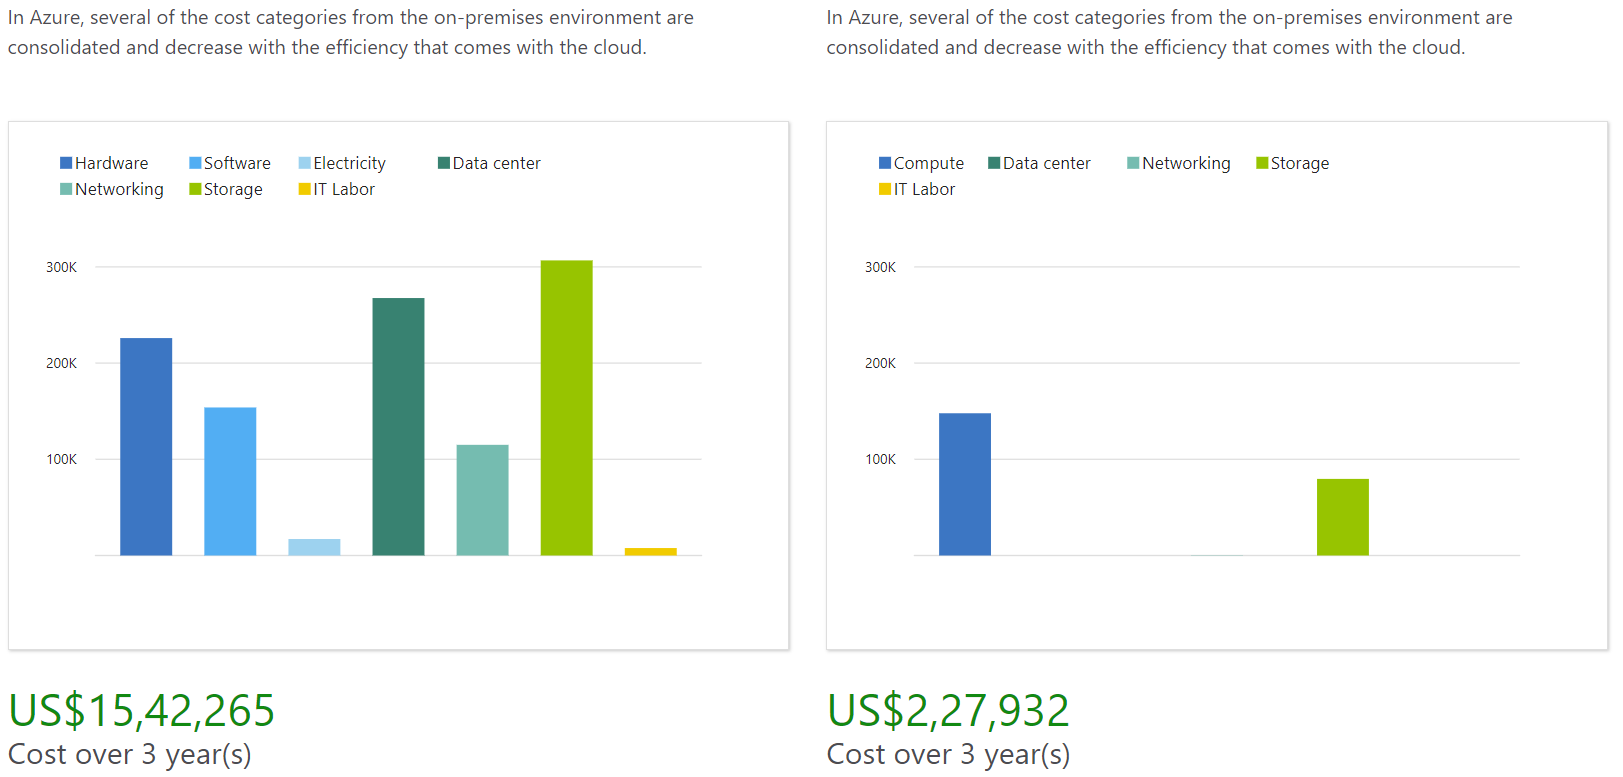 In Azure, several of the cost categories from the on-premises environment are
consolidated and decrease with the efficiency that comes with the cloud.
Hardware Software Electricity Data center
Networking Storage IT Labor
300K
200K
100K
US$15,42,265
Cost over 3 year(s)
In Azure, several of the cost categories from the on-premises environment are
consolidated and decrease with the efficiency that comes with the cloud.
Compute Data center Networking Storage
IT Labor
300K
200K
100K
US$2,27,932
Cost over 3 year(s)